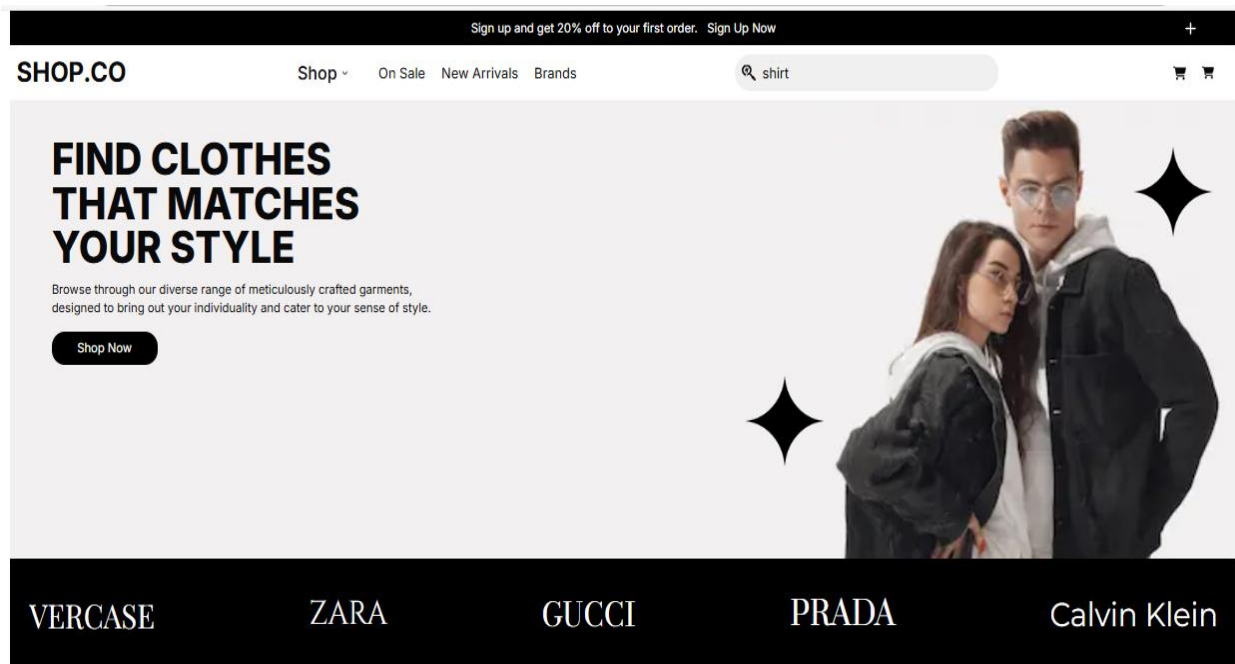 Sign up and get 20% off to your first order. Sign Up Now +
SHOP.CO Shop On Sale New Arrivals Brands shirt
FIND CLOTHES
THAT MATCHES
YOUR STYLE
Browse through our diverse range of meticulously crafted garments,
designed to bring out your individuality and cater to your sense of style.
Shop Now
VERCASE ZARA GUCCI PRADA Calvin Klein